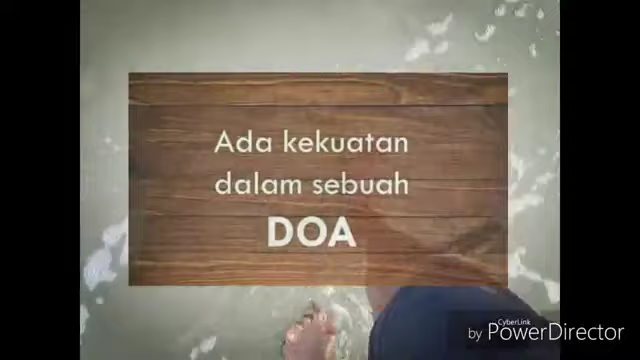 Ada kekuatan
dalam sebuah
DOA
CyberLink
by PowerDirector